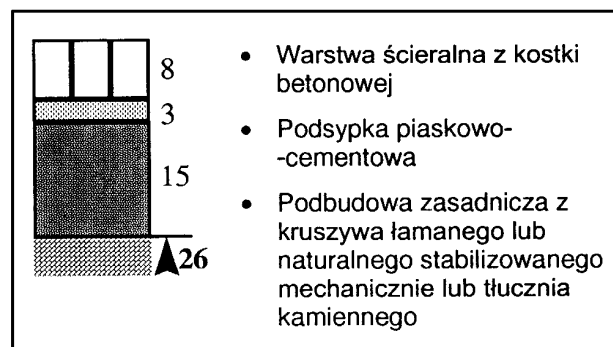 8
3
15
26
• Warstwa ścieralna z kostki
betonowej
• Podsypka piaskowo-
-cementowa
• Podbudowa zasadnicza z
kruszywa łamanego lub
naturalnego stabilizowanego
mechanicznie lub tłucznia
kamiennego